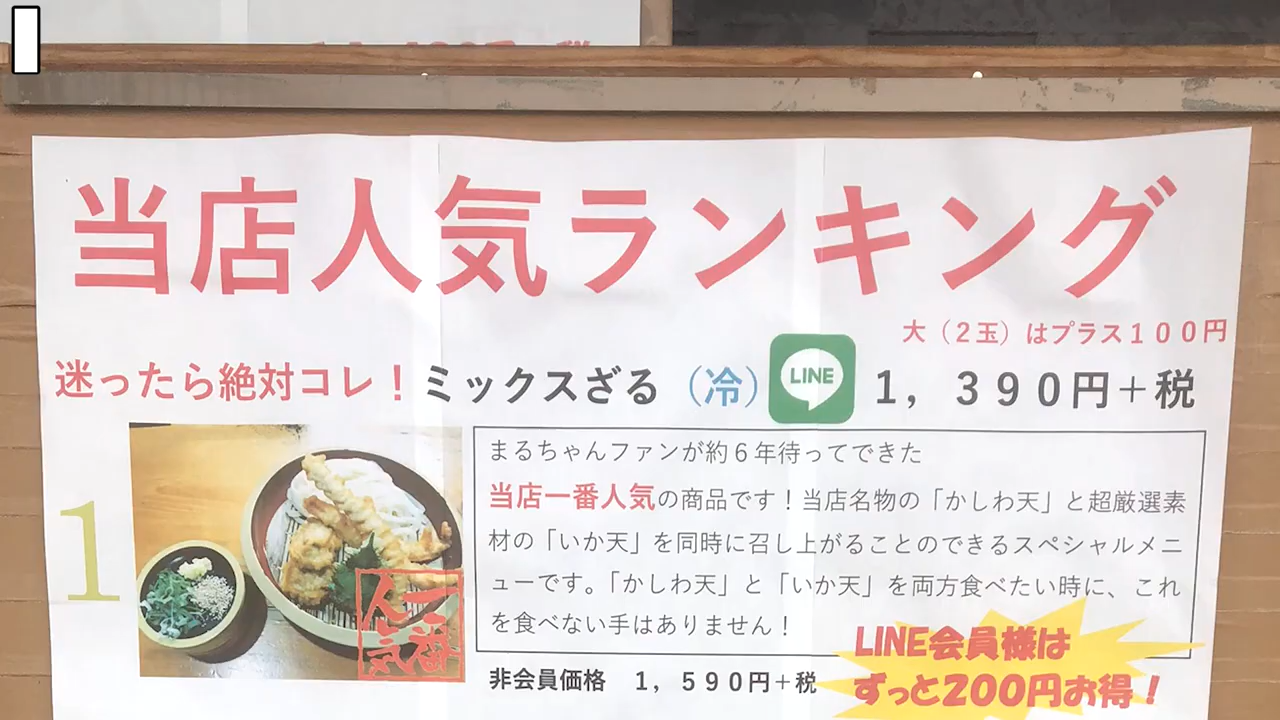 当店人気ランキング
大（２玉）はプラス１００円
迷ったら絶対コレ！ミックスざる（冷）LINE １，３９０円＋税
1
まるちゃんファンが約６年待ってできた
当店一番人気の商品です！当店名物の「かしわ天」と超厳選素
材の「いか天」を同時に召し上がることのできるスペシャルメニ
ューです。「かしわ天」と「いか天」を両方食べたい時に、これ
を食べない手はありません！
一番人気
非会員価格　１，５９０円＋税
LINE会員様は
ずっと200円お得！